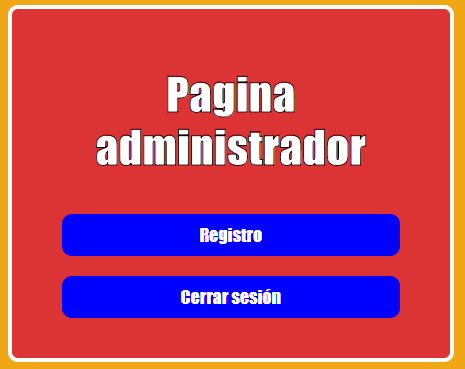 Pagina
administrador
Registro
Cerrar sesión